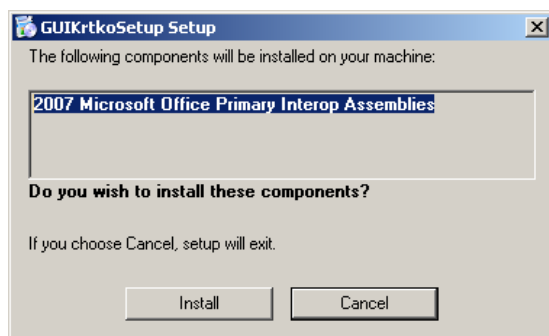 GUIKrtkoSetup Setup
The following components will be installed on your machine:
2007 Microsoft Office Primary Interop Assemblies
Do you wish to install these components?
If you choose Cancel, setup will exit.
Install
Cancel